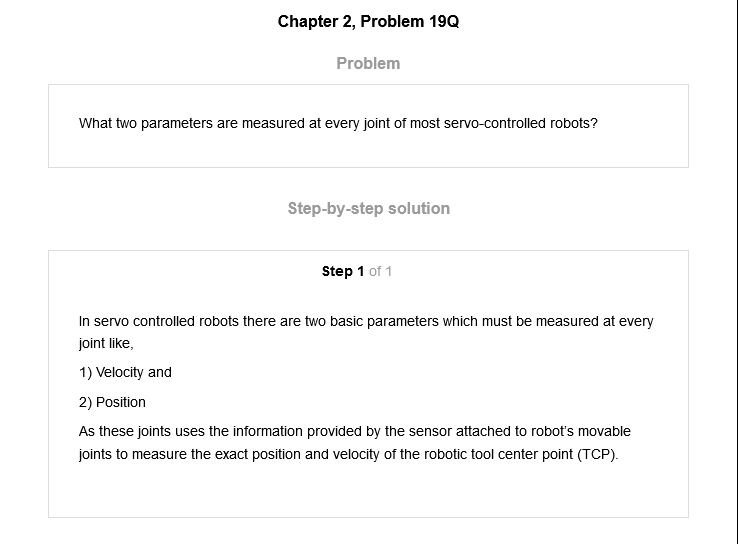 Chapter 2, Problem 19Q
Problem
What two parameters are measured at every joint of most servo-controlled robots?
Step-by-step solution
Step 1 of 1
In servo controlled robots there are two basic parameters which must be measured at every
joint like,
1) Velocity and
2) Position
As these joints uses the information provided by the sensor attached to robot's movable
joints to measure the exact position and velocity of the robotic tool center point (TCP).